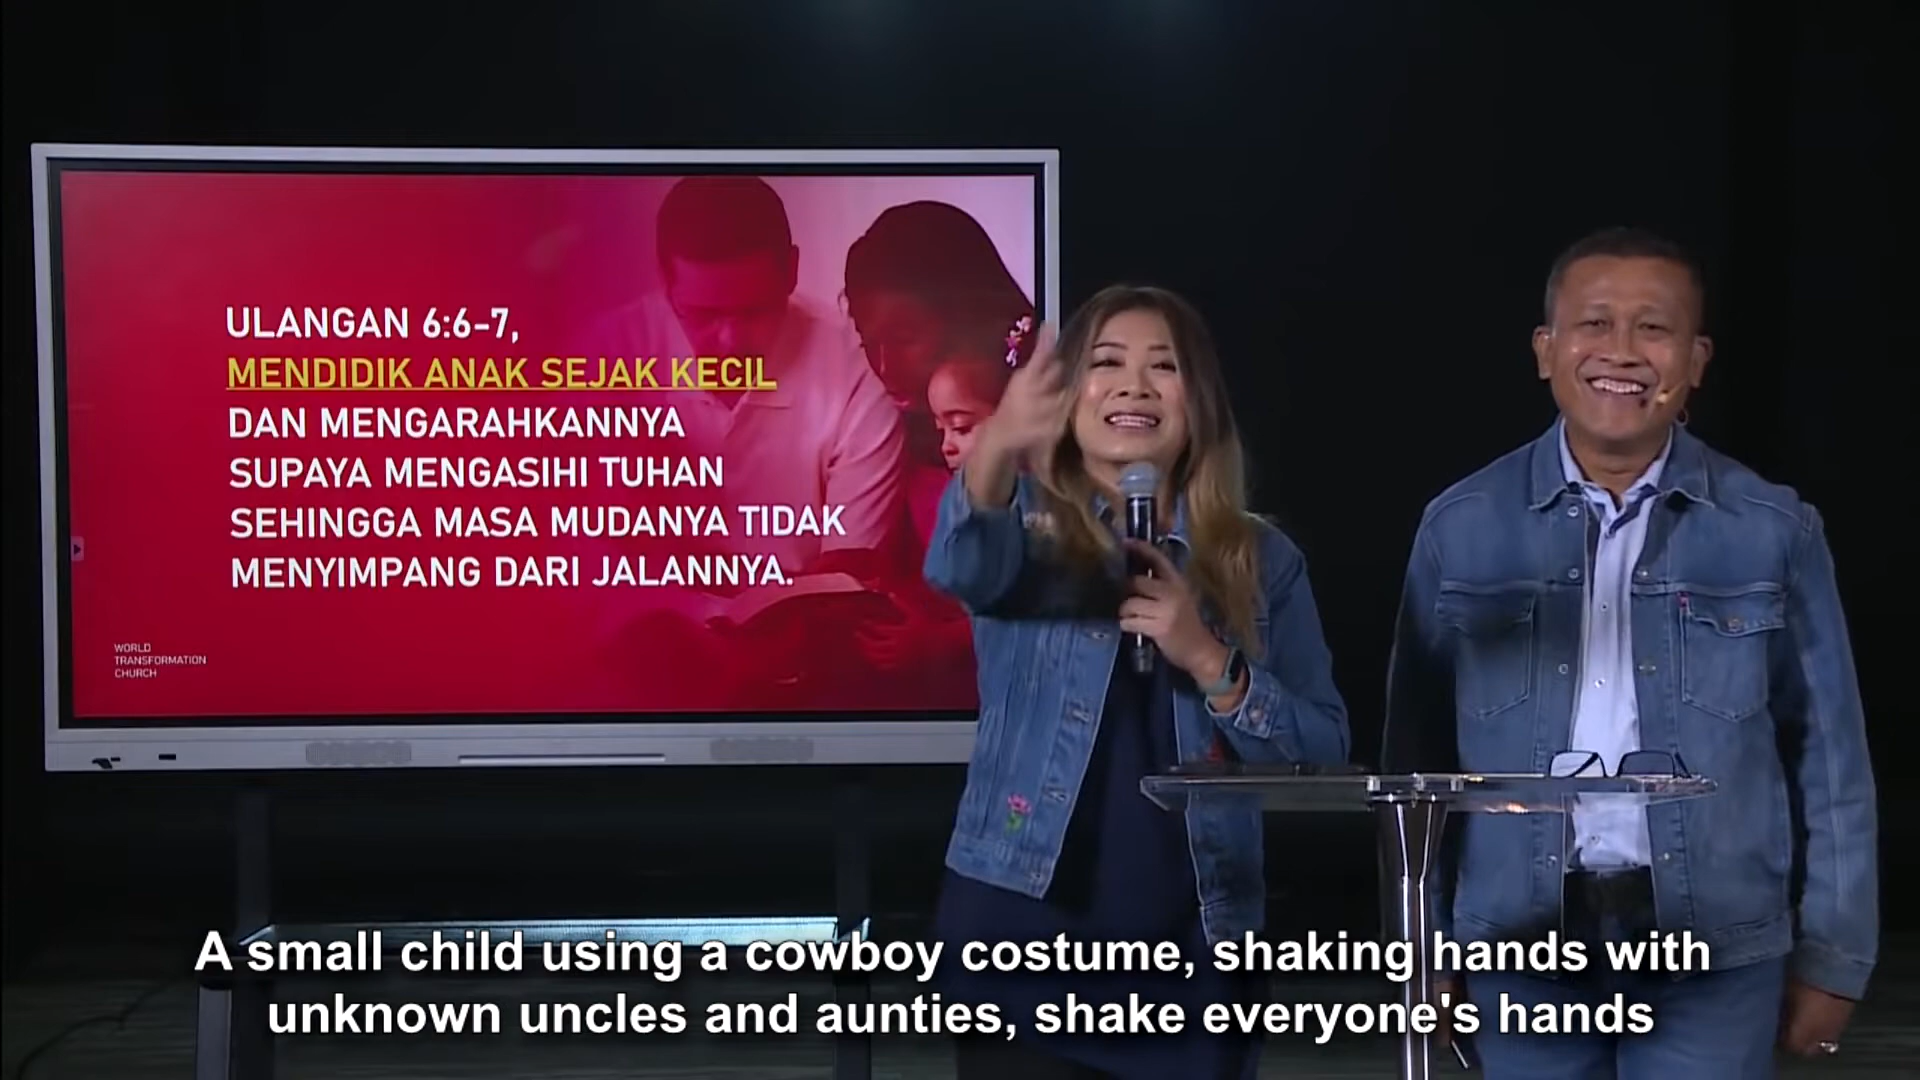 ULANGAN 6:6-7,
MENDIDIK ANAK SEJAK KECIL
DAN MENGARAHKANNYA
SUPAYA MENGASIHI TUHAN
SEHINGGA MASA MUDANYA TIDAK
MENYIMPANG DARI JALANNYA.
WORLD
TRANSFORMATION
CHURCH
A small child using a cowboy costume, shaking hands with
unknown uncles and aunties, shake everyone's hands